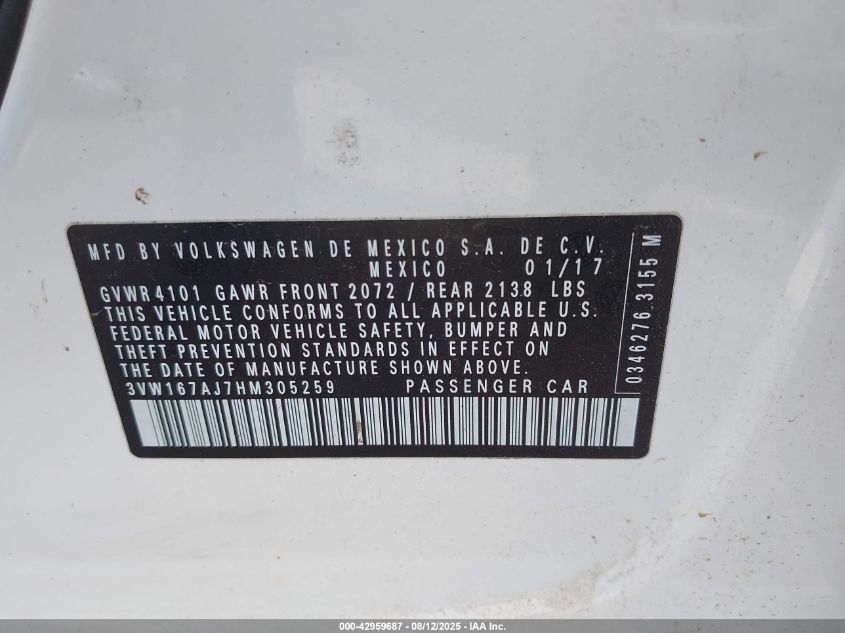 MFD BY VOLKSWAGEN DE MEXICO S.A. DE C.V.
MEXICO 01/17
GVWR 4101 GAWR FRONT 2072 / REAR 2138 LBS
THIS VEHICLE CONFORMS TO ALL APPLICABLE U.S.
FEDERAL MOTOR VEHICLE SAFETY, BUMPER AND
THEFT PREVENTION STANDARDS IN EFFECT ON
THE DATE OF MANUFACTURE SHOWN ABOVE.
3VW167AJ7HM305259 PASSENGER CAR
0346276 3155 M
000-42959687 - 08/12/2025 - IAA Inc.